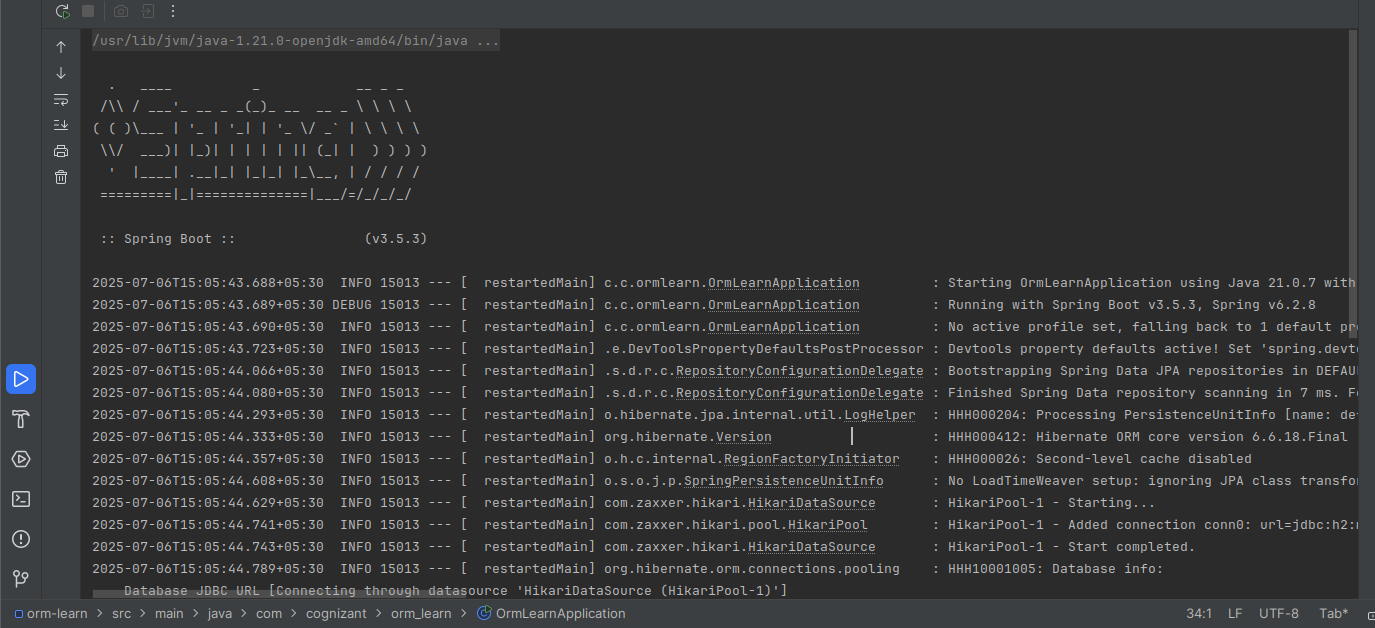 /usr/lib/jvm/java-1.21.0-openjdk-amd64/bin/java ...
  .   ____          _            __ _ _
 /\\ / ___'_ __ _ _(_)_ __  __ _ \ \ \ \
( ( )\___ | '_ | '_| | '_ \/ _` | \ \ \ \
 \\/  ___)| |_)| | | | | || (_| |  ) ) ) )
  '  |____| .__|_| |_|_| |_\__, | / / / /
 =========|_|==============|___/=/_/_/_/
 :: Spring Boot ::                (v3.5.3)
2025-07-06T15:05:43.688+05:30  INFO 15013 --- [  restartedMain] c.c.ormlearn.OrmLearnApplication         : Starting OrmLearnApplication using Java 21.0.7 with
2025-07-06T15:05:43.689+05:30 DEBUG 15013 --- [  restartedMain] c.c.ormlearn.OrmLearnApplication         : Running with Spring Boot v3.5.3, Spring v6.2.8
2025-07-06T15:05:43.690+05:30  INFO 15013 --- [  restartedMain] c.c.ormlearn.OrmLearnApplication         : No active profile set, falling back to 1 default pr
2025-07-06T15:05:43.723+05:30  INFO 15013 --- [  restartedMain] .e.DevToolsPropertyDefaultsPostProcessor : Devtools property defaults active! Set 'spring.devto
2025-07-06T15:05:44.066+05:30  INFO 15013 --- [  restartedMain] .s.d.r.c.RepositoryConfigurationDelegate : Bootstrapping Spring Data JPA repositories in DEFAU
2025-07-06T15:05:44.080+05:30  INFO 15013 --- [  restartedMain] .s.d.r.c.RepositoryConfigurationDelegate : Finished Spring Data repository scanning in 7 ms. Fo
2025-07-06T15:05:44.293+05:30  INFO 15013 --- [  restartedMain] o.hibernate.jpa.internal.util.LogHelper  : HHH000204: Processing PersistenceUnitInfo [name: de
2025-07-06T15:05:44.333+05:30  INFO 15013 --- [  restartedMain] org.hibernate.Version                    : HHH000412: Hibernate ORM core version 6.6.18.Final
2025-07-06T15:05:44.357+05:30  INFO 15013 --- [  restartedMain] o.h.c.internal.RegionFactoryInitiator    : HHH000026: Second-level cache disabled
2025-07-06T15:05:44.608+05:30  INFO 15013 --- [  restartedMain] o.s.o.j.p.SpringPersistenceUnitInfo      : No LoadTimeWeaver setup: ignoring JPA class transfor
2025-07-06T15:05:44.629+05:30  INFO 15013 --- [  restartedMain] com.zaxxer.hikari.HikariDataSource       : HikariPool-1 - Starting...
2025-07-06T15:05:44.741+05:30  INFO 15013 --- [  restartedMain] com.zaxxer.hikari.pool.HikariPool        : HikariPool-1 - Added connection conn0: url=jdbc:h2:m
2025-07-06T15:05:44.743+05:30  INFO 15013 --- [  restartedMain] com.zaxxer.hikari.HikariDataSource       : HikariPool-1 - Start completed.
2025-07-06T15:05:44.789+05:30  INFO 15013 --- [  restartedMain] org.hibernate.orm.connections.pooling    : HHH10001005: Database info:
    Database JDBC URL [Connecting through datasource 'HikariDataSource (HikariPool-1)']
orm-learn > src > main > java > com > cognizant > orm_learn > OrmLearnApplication 34:1 LF UTF-8 Tab*